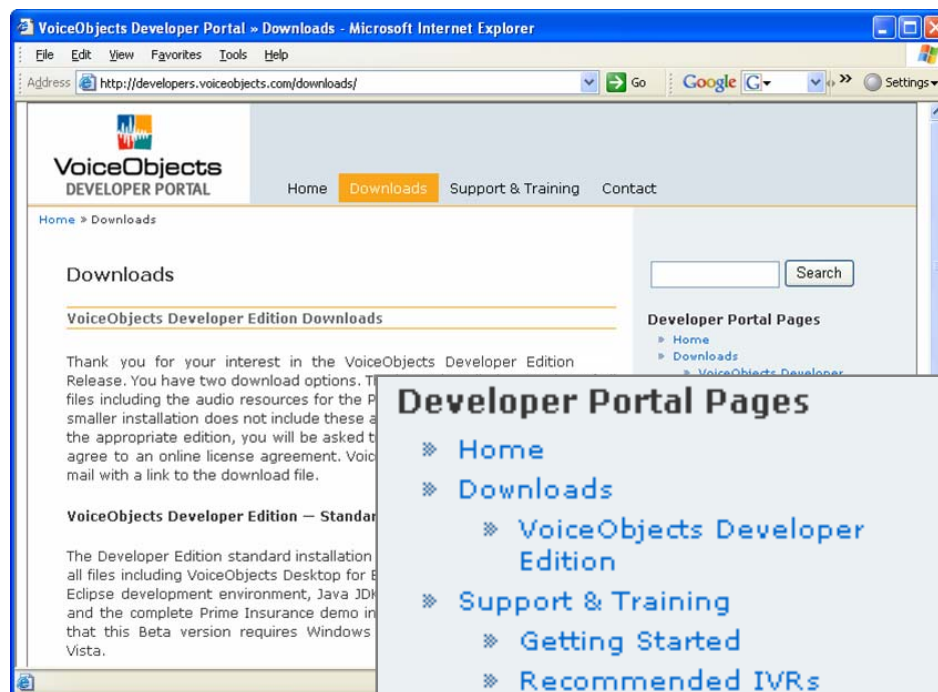 VoiceObjects Developer Portal » Downloads - Microsoft Internet Explorer
File Edit View Favorites Tools Help
Address http://developers.voiceobjects.com/downloads/ Go Google G Settings
VoiceObjects
DEVELOPER PORTAL
Home Downloads Support & Training Contact
Home » Downloads
Downloads
VoiceObjects Developer Edition Downloads
Thank you for your interest in the VoiceObjects Developer Edition
Release. You have two download options.
files including the audio resources for the
smaller installation does not include these
the appropriate edition, you will be asked
agree to an online license agreement.
mail with a link to the download file.
VoiceObjects Developer Edition —
The Developer Edition standard installation
all files including VoiceObjects Desktop for
Eclipse development environment, Java
and the complete Prime Insurance demo
that this Beta version requires Windows
Vista.
Search
Developer Portal Pages
Home
Downloads
VoiceObjects Developer
Developer Portal Pages
» Home
» Downloads
» VoiceObjects Developer
Edition
» Support & Training
» Getting Started
» Recommended IVRs